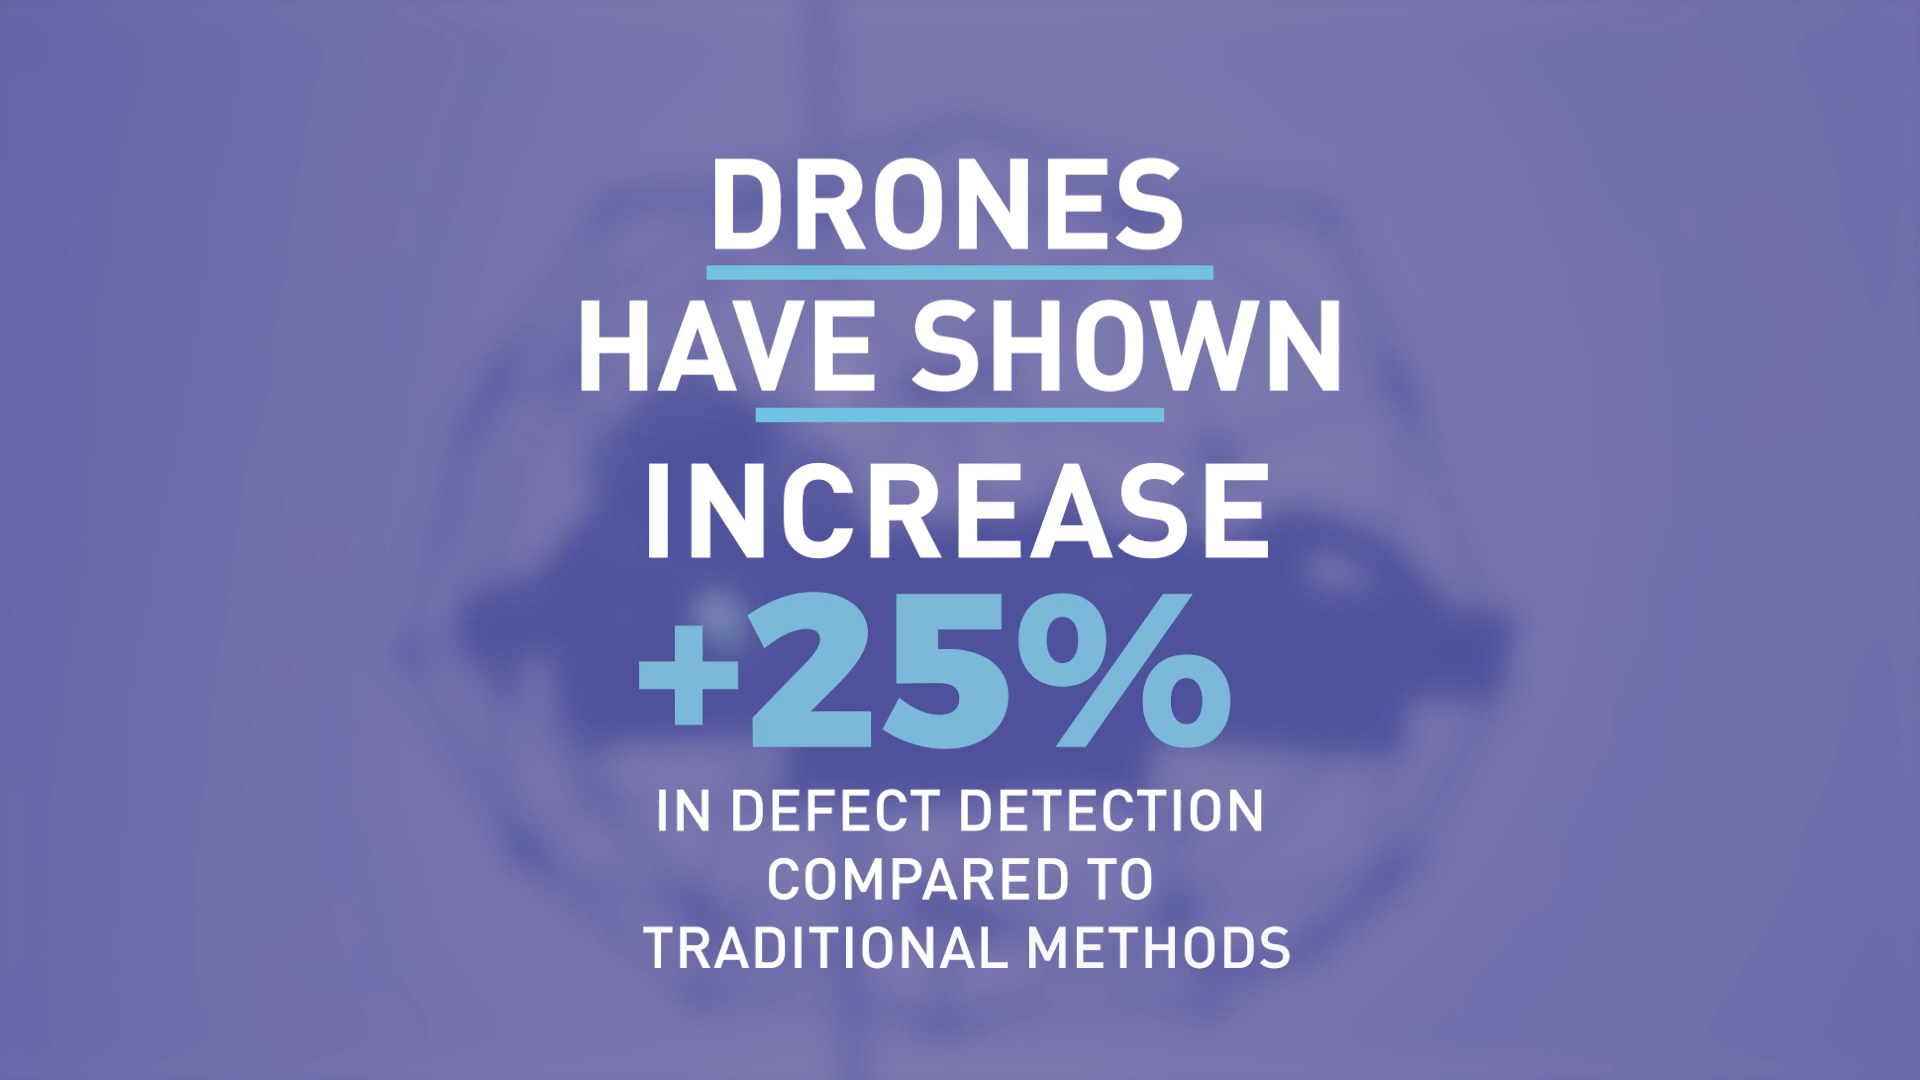 DRONES
HAVE SHOWN
INCREASE
+25%
IN DEFECT DETECTION
COMPARED TO
TRADITIONAL METHODS